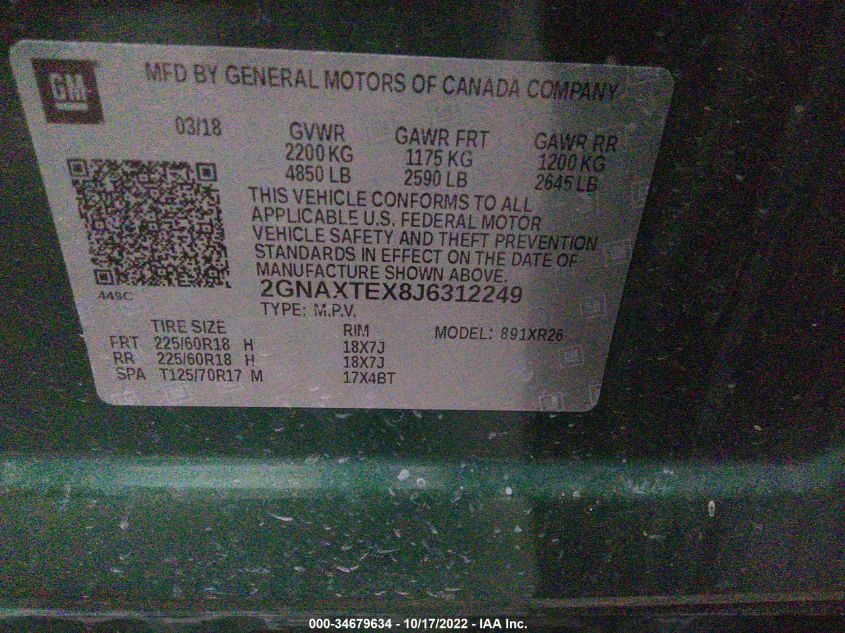 GM
MFD BY GENERAL MOTORS OF CANADA COMPANY
03/18 GVWR GAWR FRT GAWR RR
2200 KG 1175 KG 1200 KG
4850 LB 2590 LB 2645 LB
THIS VEHICLE CONFORMS TO ALL
APPLICABLE U.S. FEDERAL MOTOR
VEHICLE SAFETY AND THEFT PREVENTION
STANDARDS IN EFFECT ON THE DATE OF
MANUFACTURE SHOWN ABOVE.
449C
2GNAXTEX8J6312249
TYPE: M.P.V.
TIRE SIZE RIM MODEL: 891XR26
FRT 225/60R18 H 18X7J
RR 225/60R18 H 18X7J
SPA T125/70R17 M 17X4BT
000-34679634 - 10/17/2022 - IAA Inc.